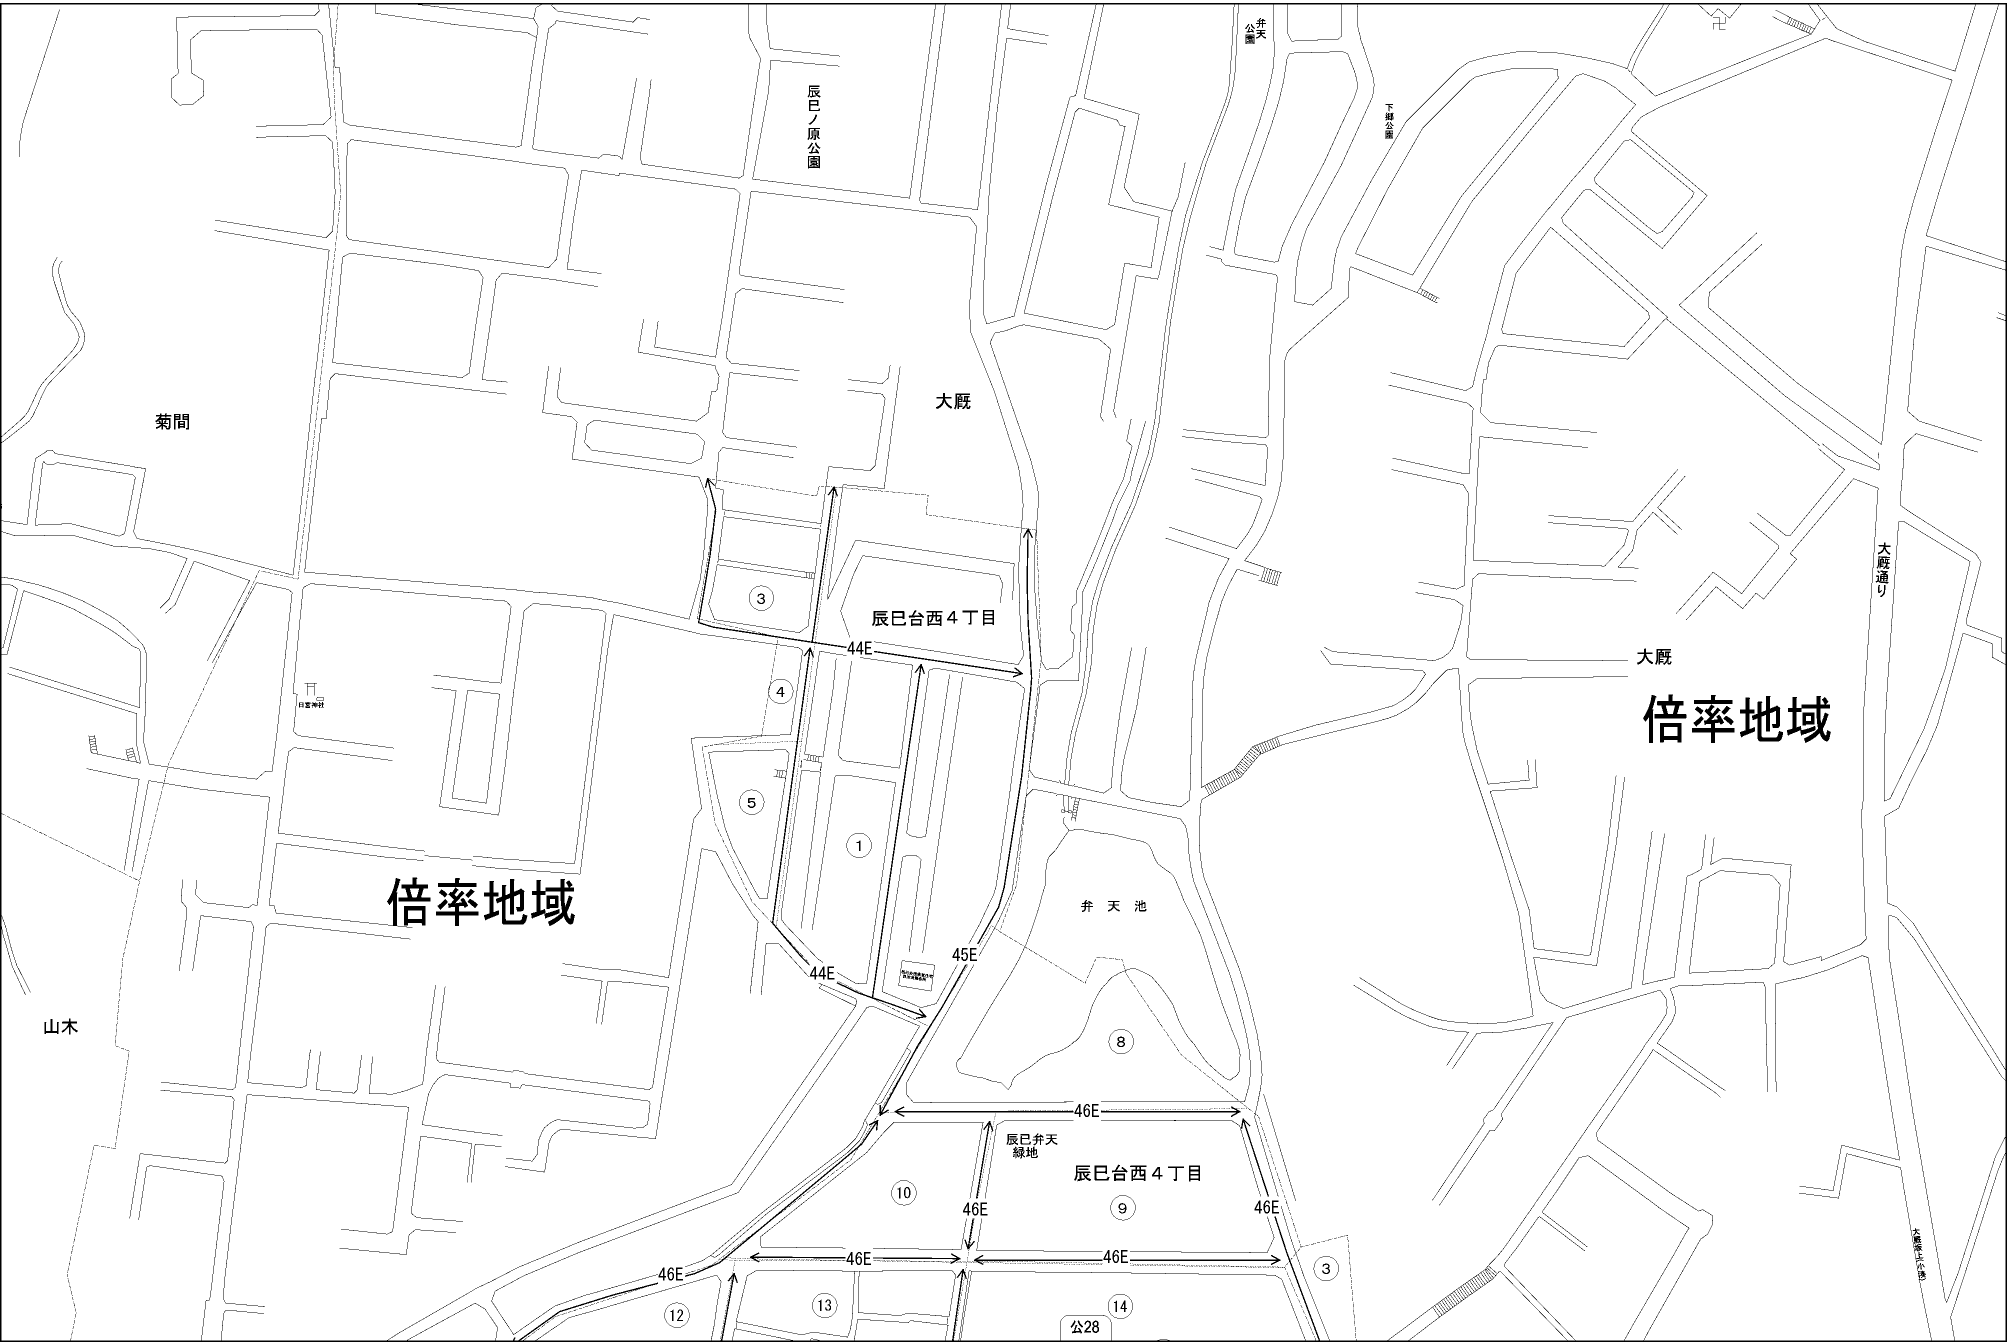 弁天
公園
辰巳ノ原公園
下郷公園
大厩
菊間
大厩通り
3
辰巳台西4丁目
44E
大厩
4
日宮神社
倍率地域
5
1
倍率地域
弁天池
45E
44E
山木
8
46E
辰巳弁天
緑地
辰巳台西4丁目
10
9
46E
46E
46E
46E
46E
3
12
13
14
公28